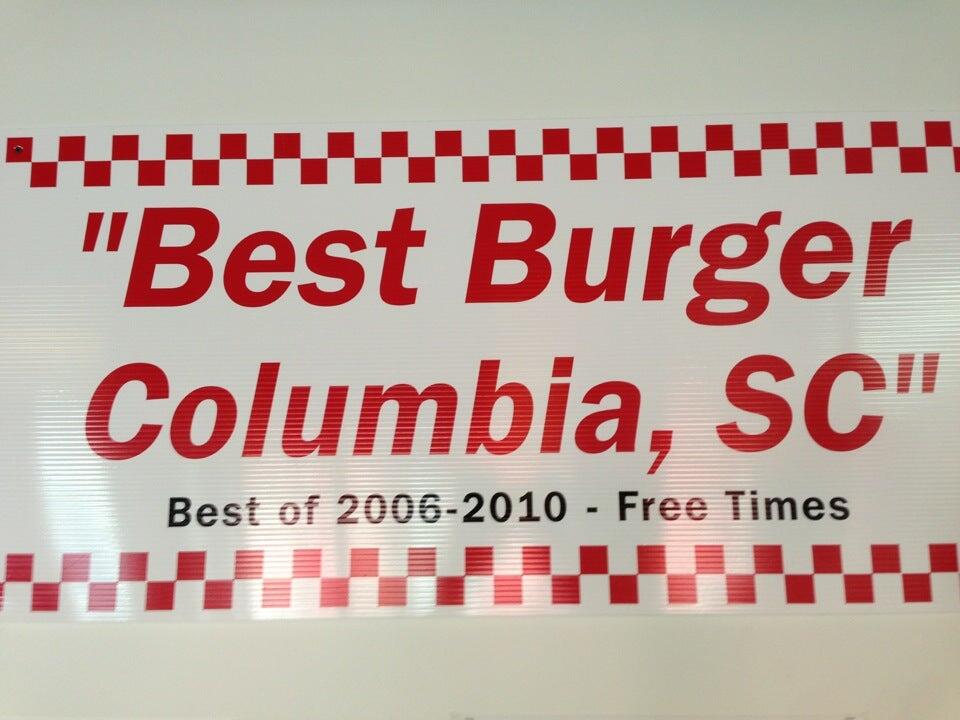 "Best Burger
Columbia, SC"
Best of 2006-2010 - Free Times